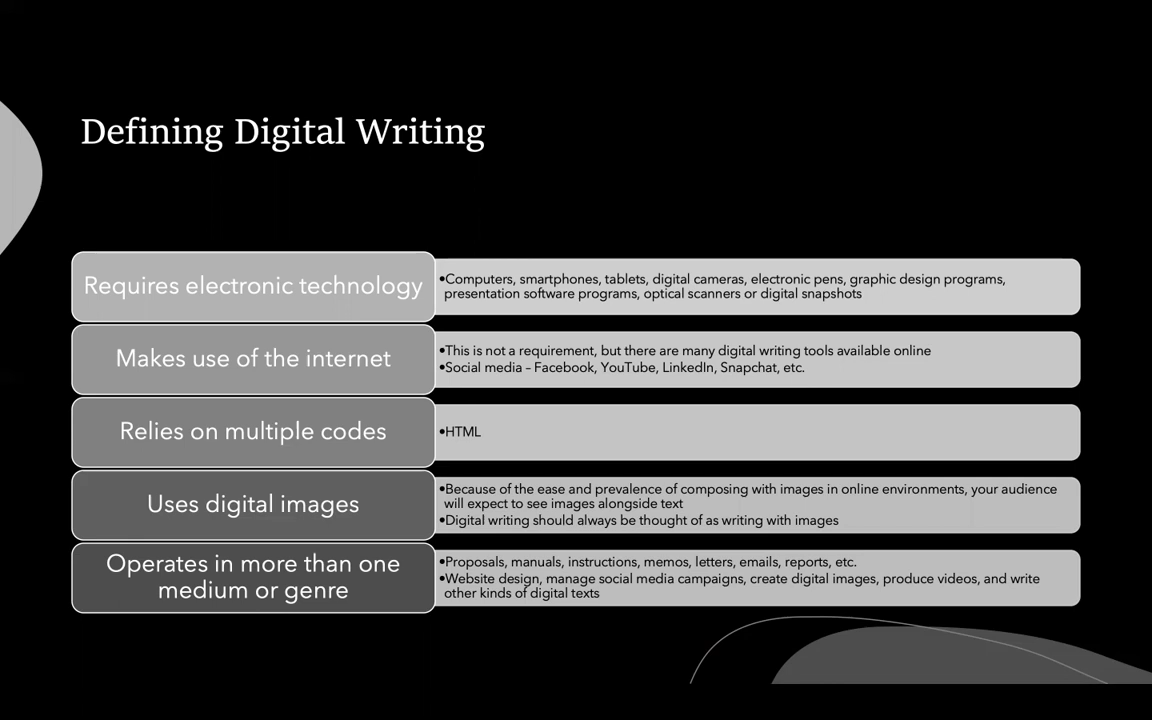 Defining Digital Writing
Requires electronic technology
•Computers, smartphones, tablets, digital cameras, electronic pens, graphic design programs,
presentation software programs, optical scanners or digital snapshots
Makes use of the internet
•This is not a requirement, but there are many digital writing tools available online
•Social media – Facebook, YouTube, LinkedIn, Snapchat, etc.
Relies on multiple codes
•HTML
Uses digital images
•Because of the ease and prevalence of composing with images in online environments, your audience
will expect to see images alongside text
•Digital writing should always be thought of as writing with images
Operates in more than one
medium or genre
•Proposals, manuals, instructions, memos, letters, emails, reports, etc.
•Website design, manage social media campaigns, create digital images, produce videos, and write
other kinds of digital texts